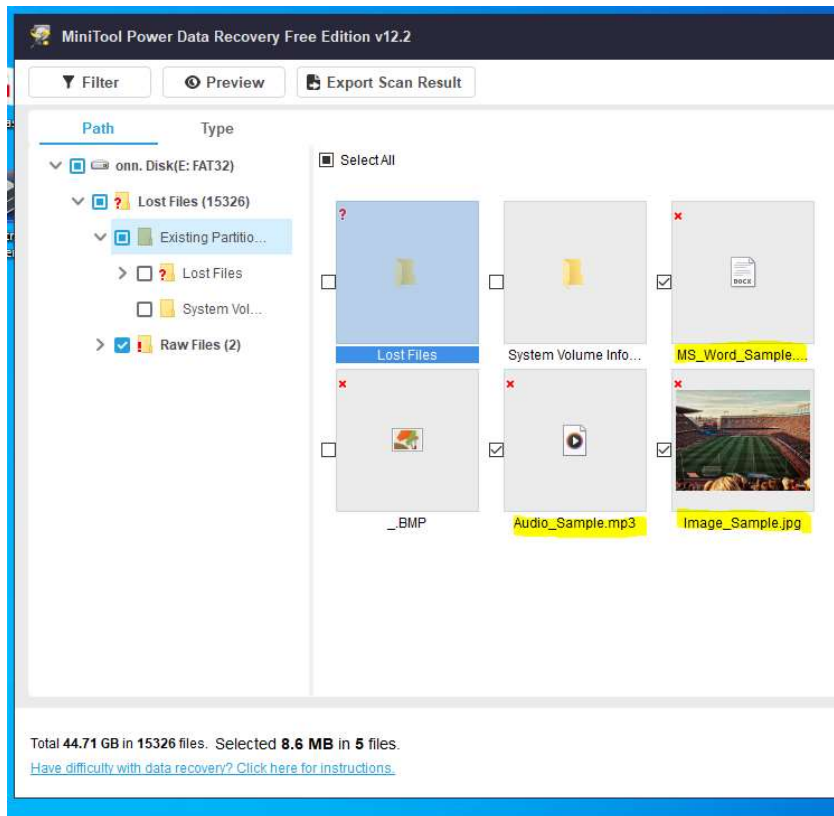 MiniTool Power Data Recovery Free Edition v12.2
Filter
Preview
Export Scan Result
Path
Type
onn. Disk(E: FAT32)
Lost Files (15326)
Existing Partitio...
Lost Files
System Vol...
Raw Files (2)
Select All
Lost Files
System Volume Info...
DOCX
MS_Word_Sample....
_.BMP
Audio_Sample.mp3
Image_Sample.jpg
Total 44.71 GB in 15326 files. Selected 8.6 MB in 5 files.
Have difficulty with data recovery? Click here for instructions.